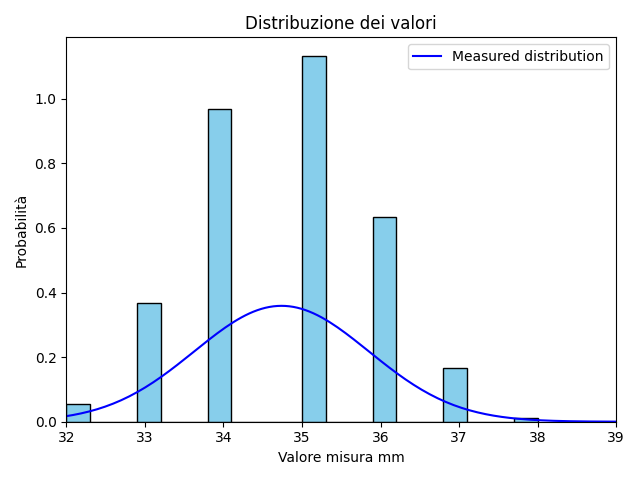 Distribuzione dei valori
Measured distribution
1.0
0.8
0.6
0.4
0.2
0.0
Probabilità
32 33 34 35 36 37 38 39
Valore misura mm